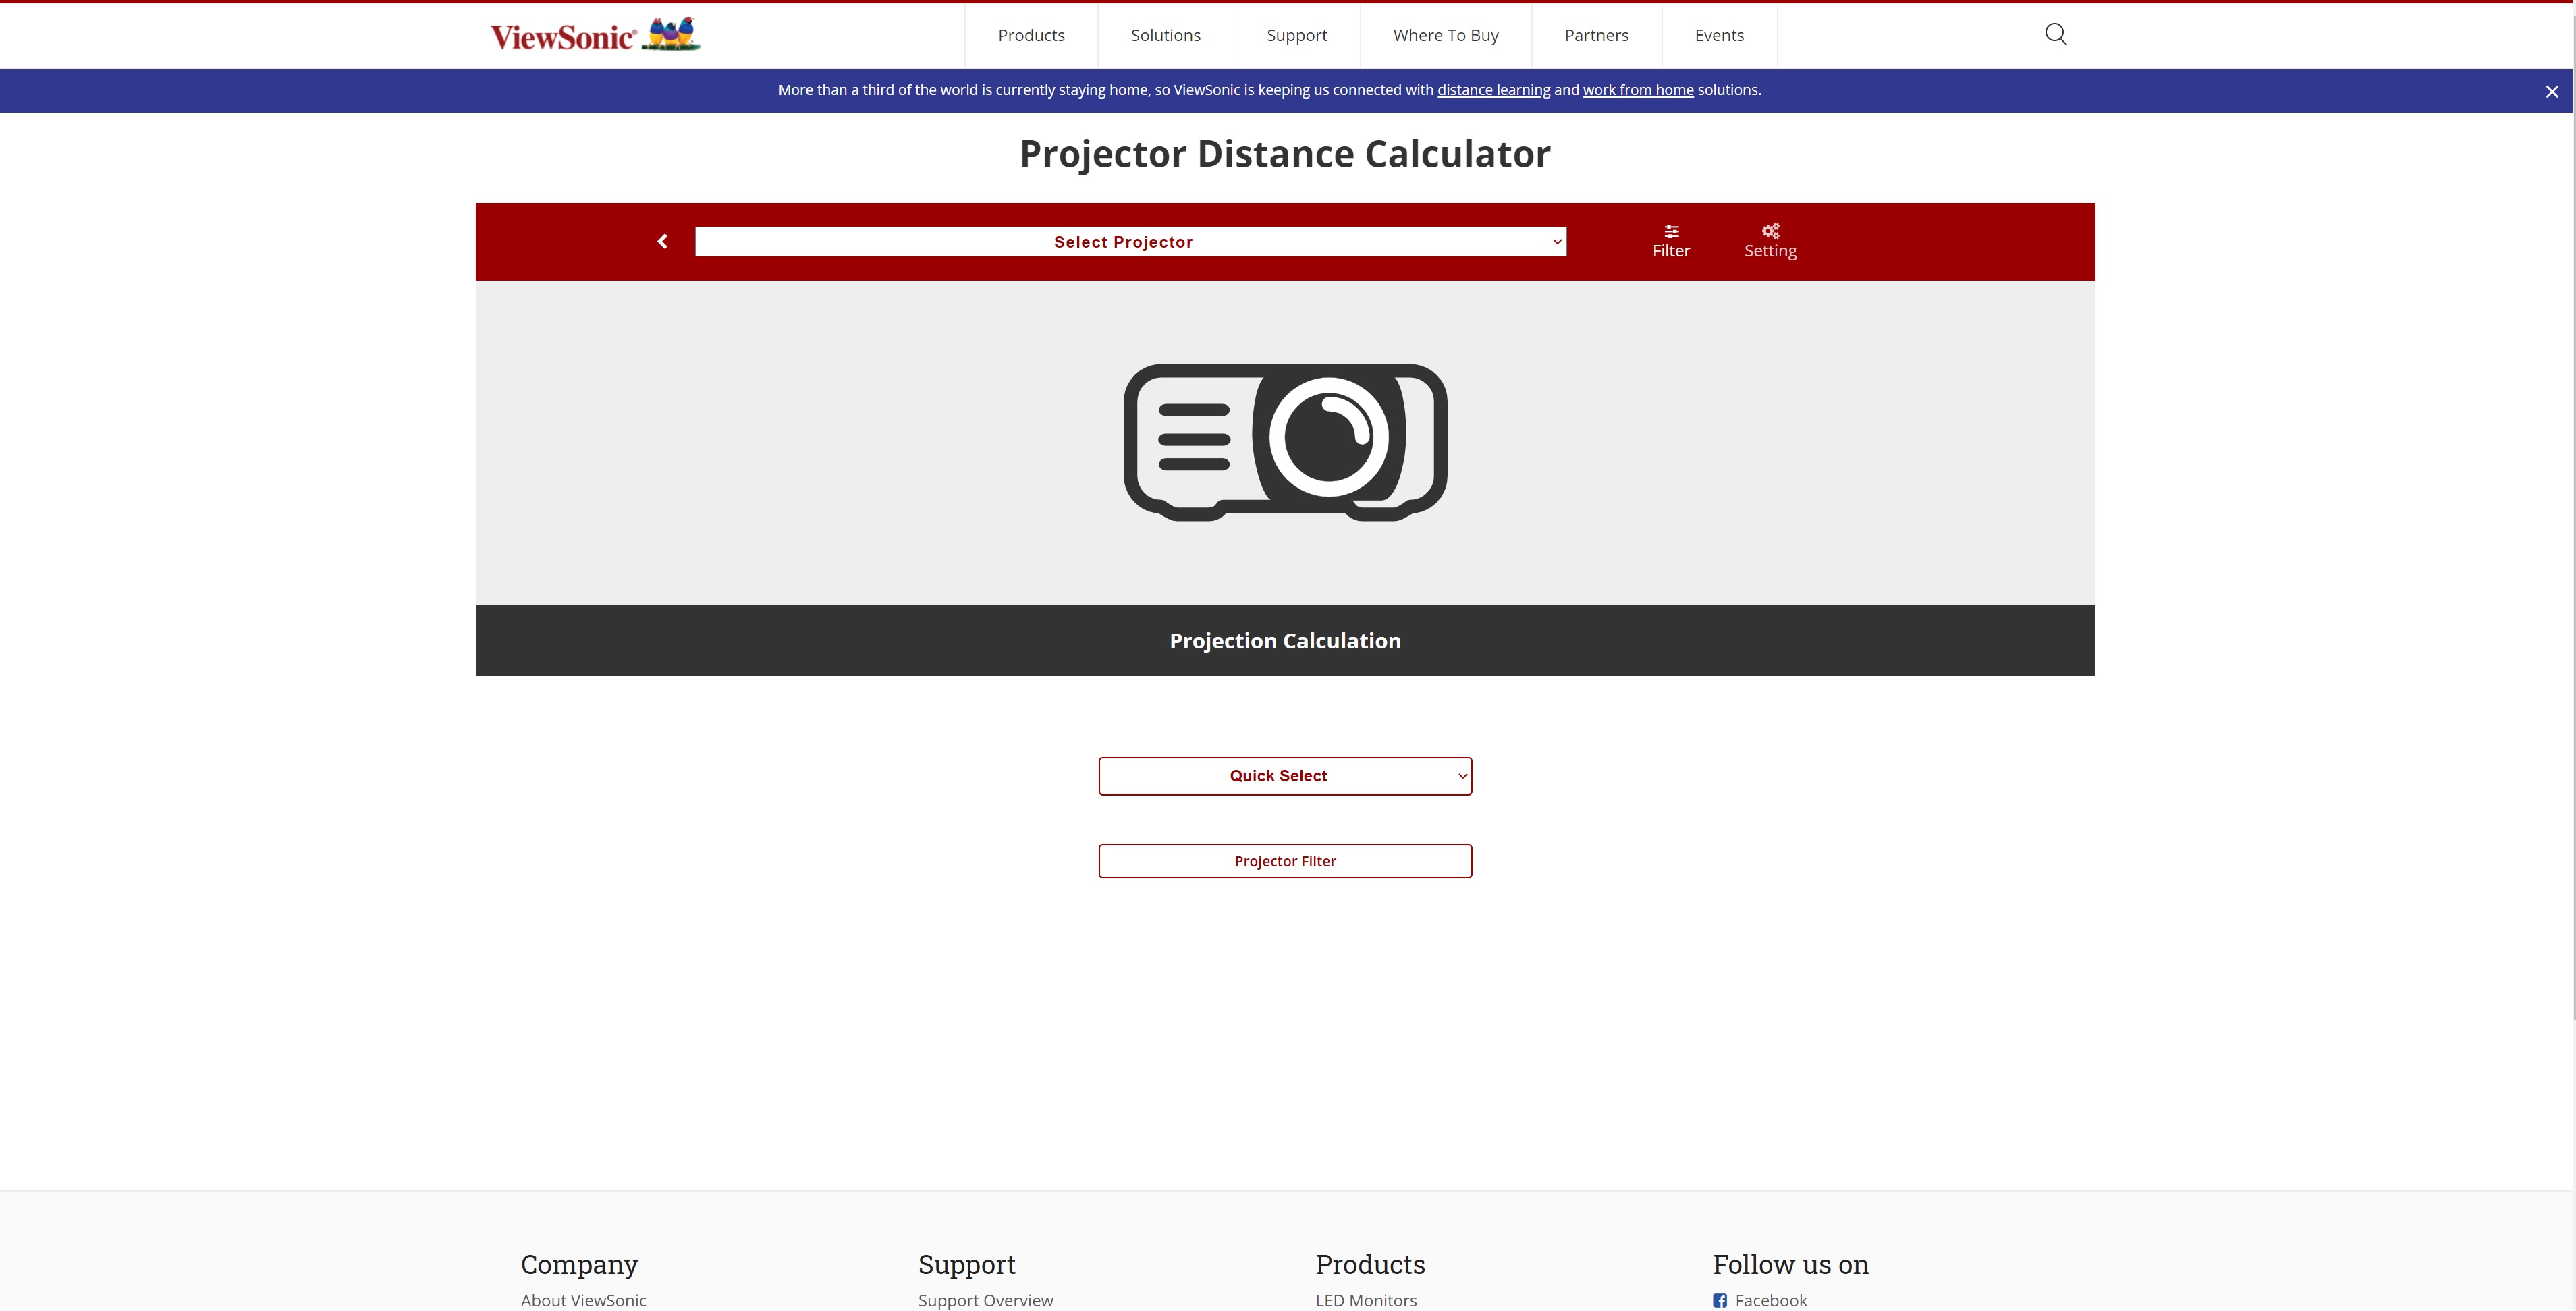 ViewSonic®
Products
Solutions
Support
Where To Buy
Partners
Events
More than a third of the world is currently staying home, so ViewSonic is keeping us connected with distance learning and work from home solutions.
Projector Distance Calculator
Select Projector
Filter
Setting
Projection Calculation
Quick Select
Projector Filter
Company
Support
Products
Follow us on
About ViewSonic
Support Overview
LED Monitors
Facebook